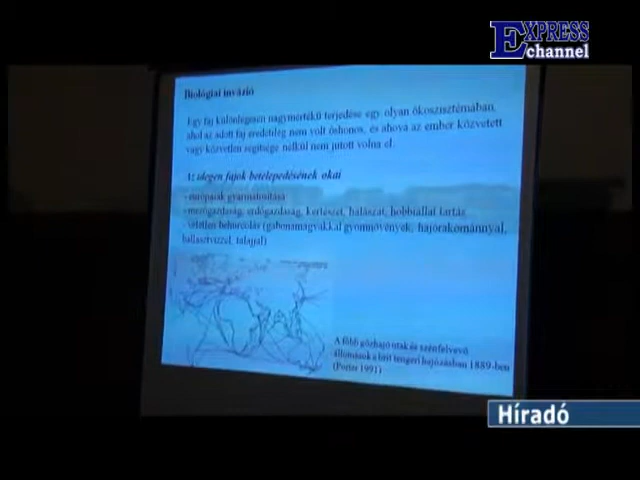 EXPRESS
channel
Biológiai invázió
Egy faj különlegesen nagymértékű terjedése egy olyan ökoszisztémában,
ahol az adott faj eredetileg nem volt őshonos, és ahova az ember közvetett
vagy közvetlen segítsége nélkül nem jutott volna el.
Az idegen fajok betelepedésének okai
- európaiak gyarmatosítása
- mezőgazdaság, erdőgazdaság, kertészet, halászat, hobbiállat tartás
- véletlen behurcolás (gabonamagvakkal gyomnövények, hajórakománnyal,
ballasztvízzel, talajjal)
A főbb gőzhajó utak és szénfelvevő
állomások a brit tengeri hajózásban 1889-ben
(Porter 1991)
Híradó